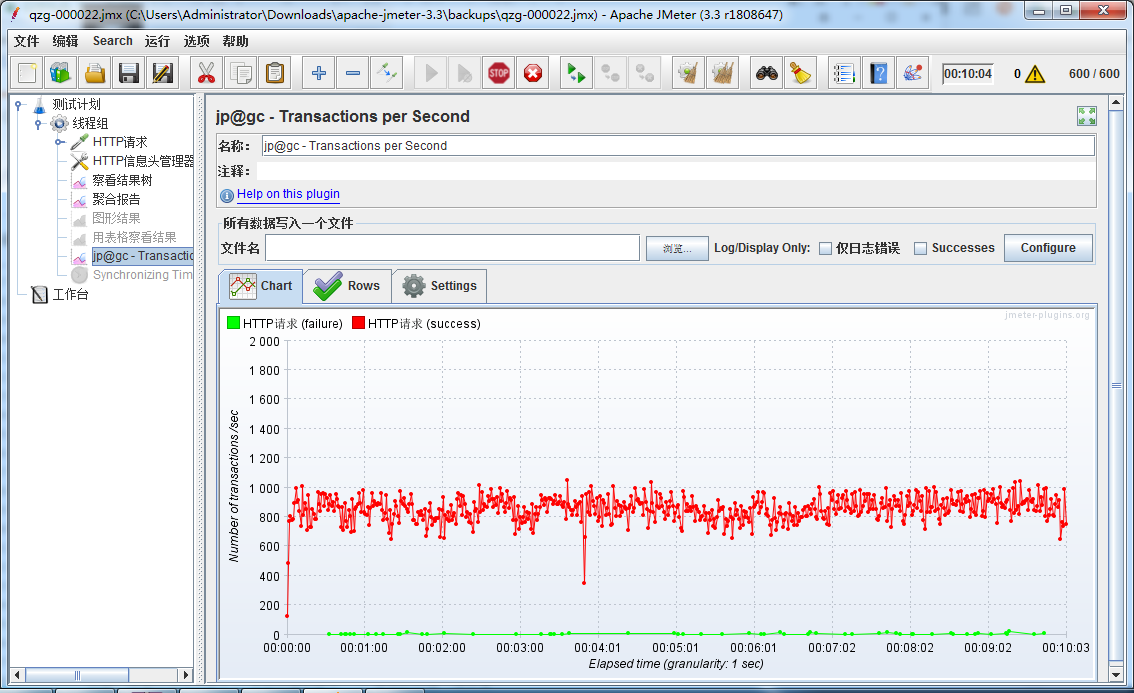 qzg-000022.jmx (C:\Users\Administrator\Downloads\apache-jmeter-3.3\backups\qzg-000022.jmx) - Apache JMeter (3.3 r1808647)
文件 编辑 Search 运行 选项 帮助
STOP 00:10:04 0 600 / 600
测试计划
线程组
HTTP请求
HTTP信息头管理器
察看结果树
聚合报告
图形结果
用表格察看结果
jp@gc - Transactic
Synchronizing Tim
工作台
jp@gc - Transactions per Second
名称: jp@gc - Transactions per Second
注释:
Help on this plugin
所有数据写入一个文件
文件名 浏览... Log/Display Only: 仅日志错误 Successes Configure
Chart Rows Settings
jmeter-plugins.org
HTTP请求 (failure) HTTP请求 (success)
Number of transactions /sec
2 000
1 800
1 600
1 400
1 200
1 000
800
600
400
200
0
00:00:00 00:01:00 00:02:00 00:03:00 00:04:01 00:05:01 00:06:01 00:07:02 00:08:02 00:09:02 00:10:03
Elapsed time (granularity: 1 sec)